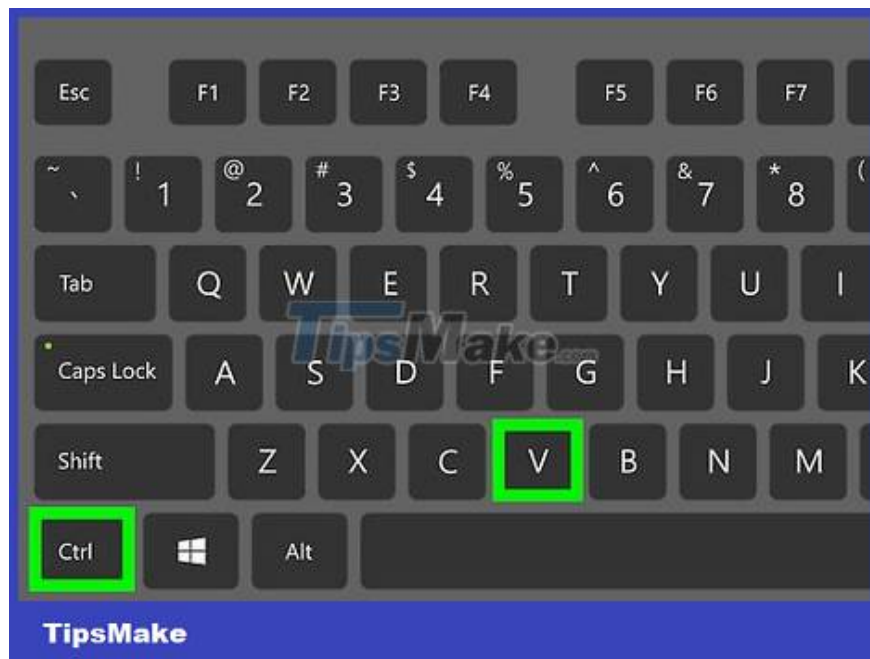 Esc F1 F2 F3 F4 F5 F6 F7
~ ! @ # $ % ^ & * (
` 1 2 3 4 5 6 7 8
Tab Q W E R T Y U I
TipsMake.com
Caps Lock A S D F G H J K
Shift Z X C V B N M
Ctrl Alt
TipsMake